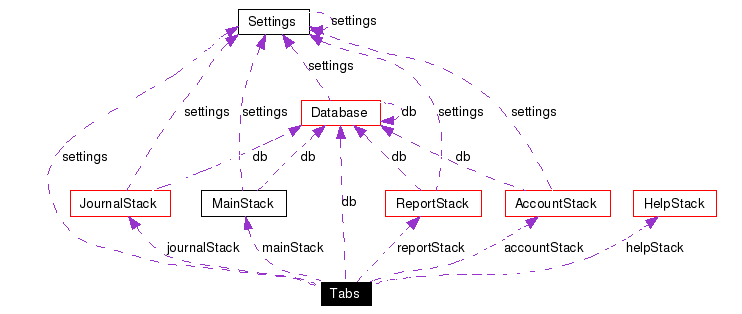 Settings
settings
settings
Database
db
settings
settings
settings
settings
settings
db
db
db
db
JournalStack
MainStack
db
ReportStack
AccountStack
HelpStack
journalStack
mainStack
reportStack
accountStack
helpStack
Tabs